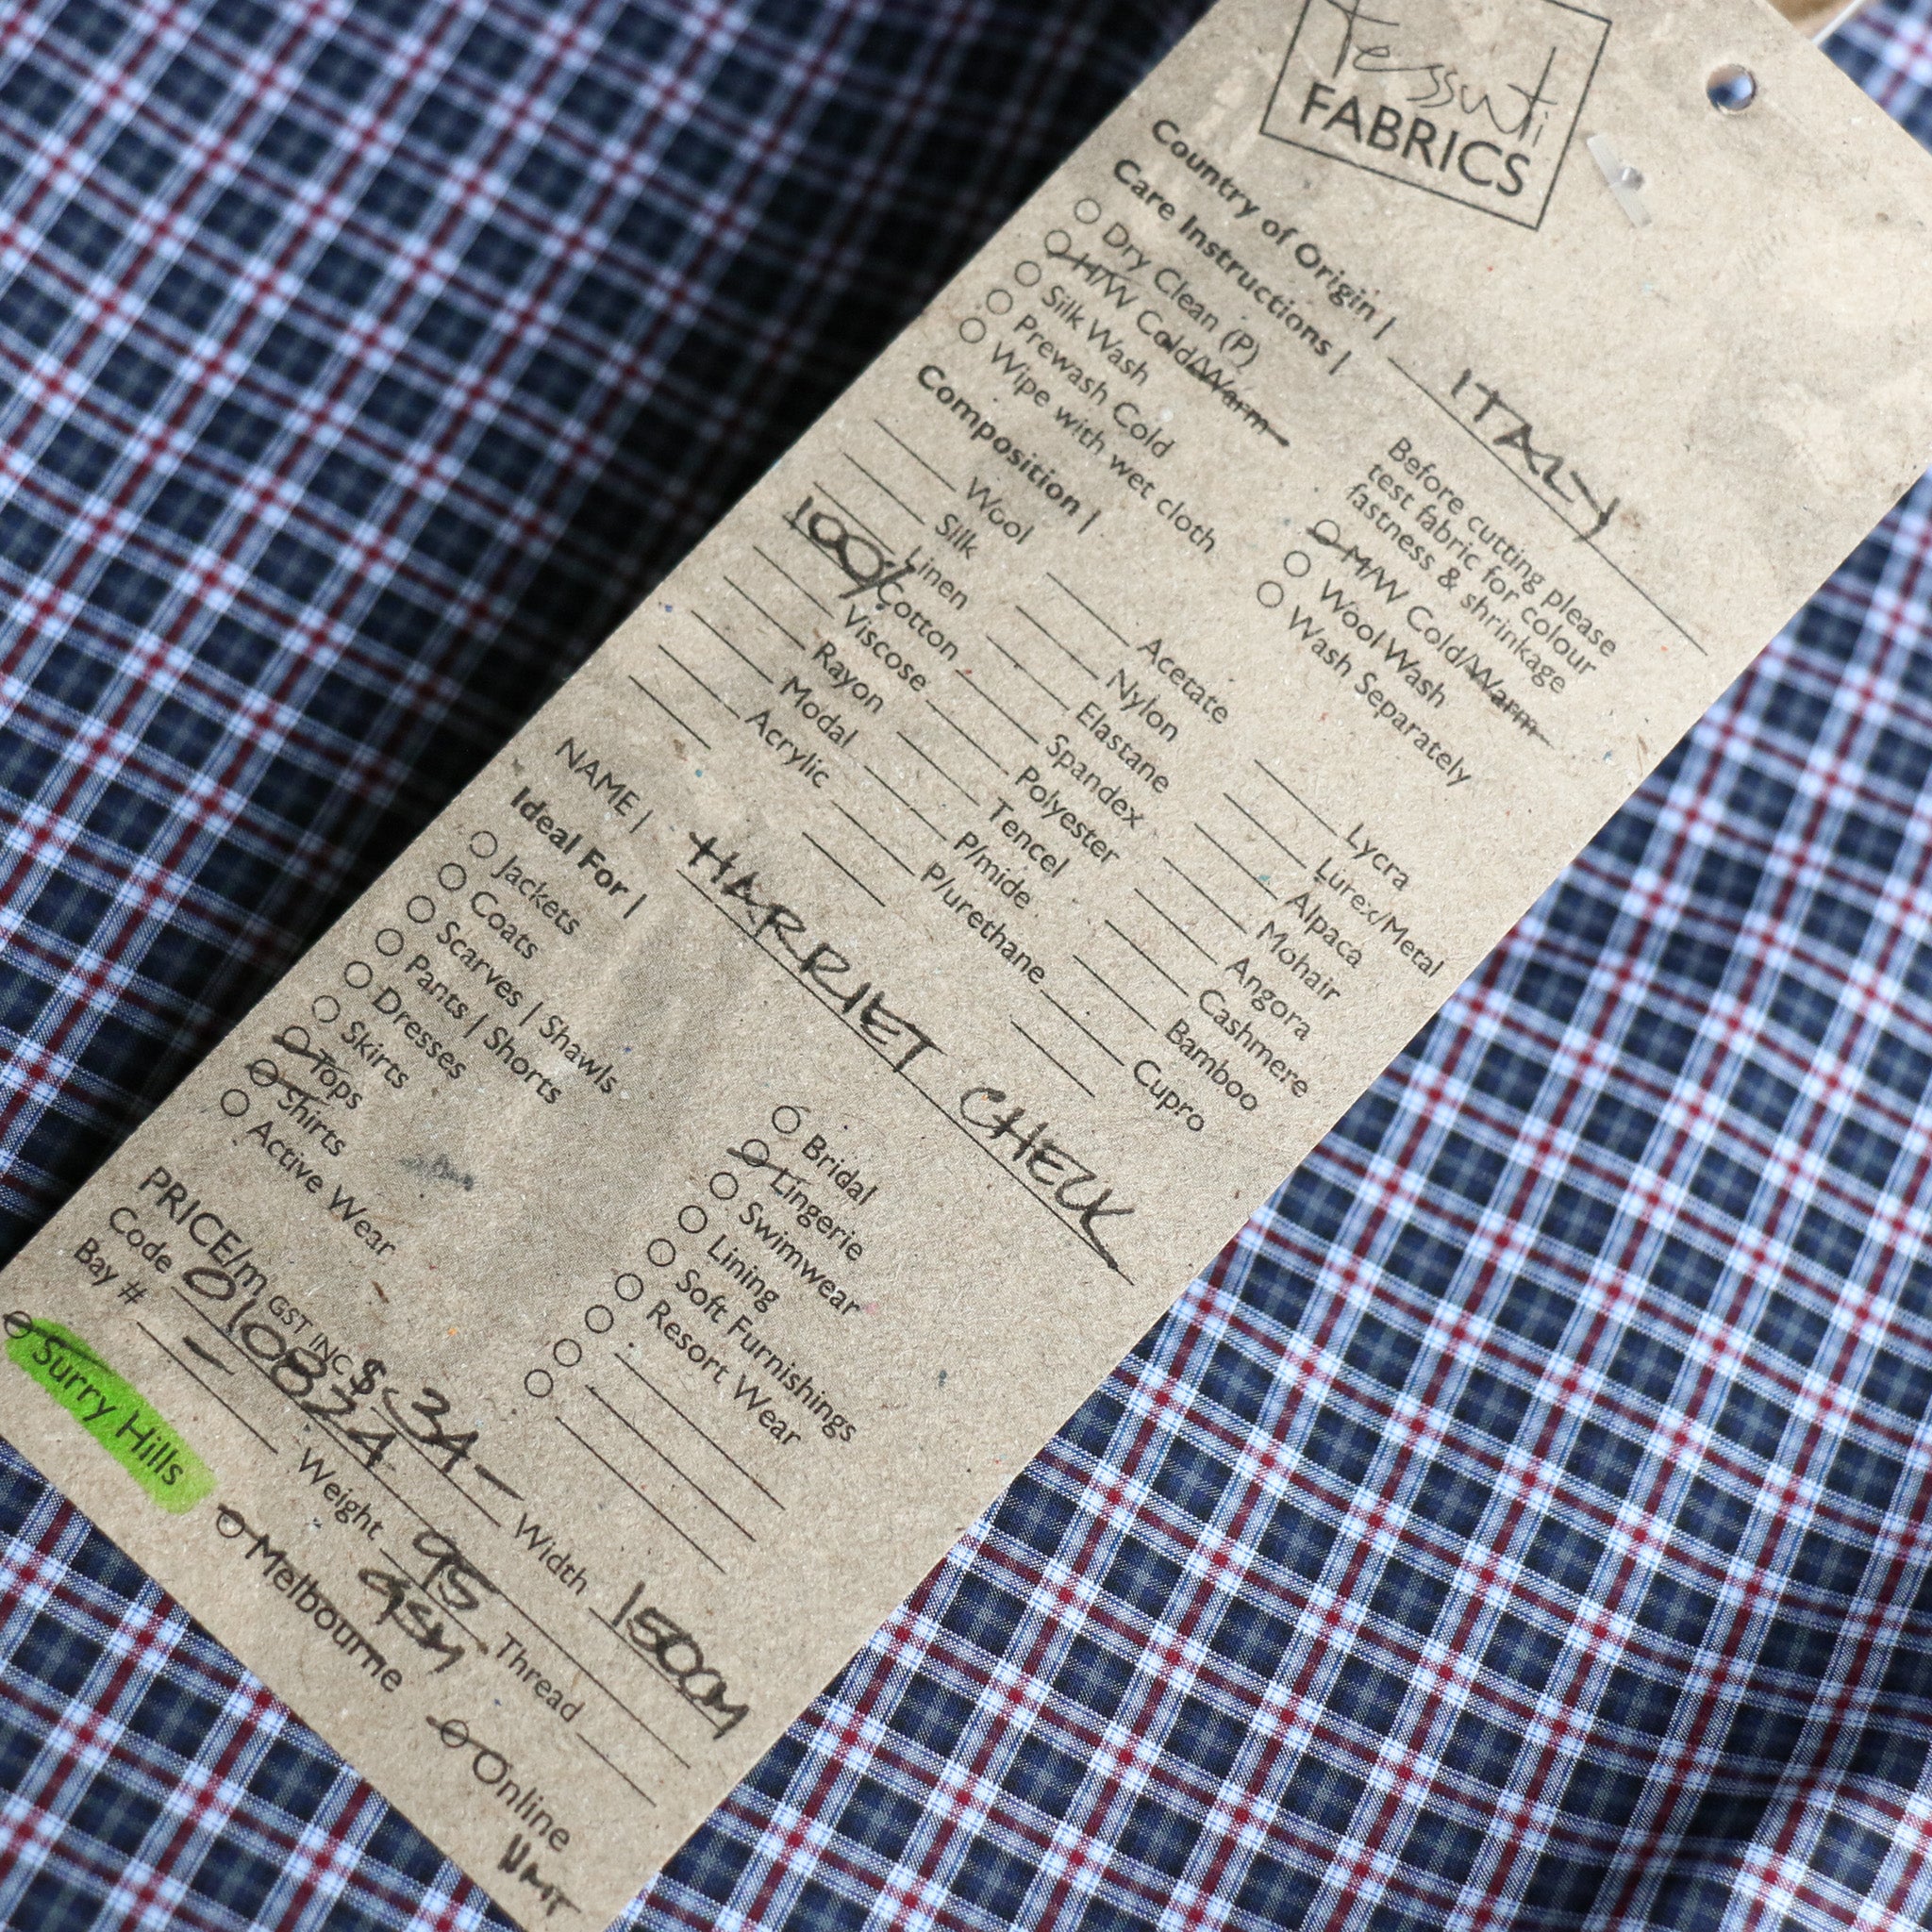 Tessuti
FABRICS
Country of Origin | ITALY
Care Instructions |
Before cutting please
test fabric for colour
fastness & shrinkage
Dry Clean (P)
H/W Cold/Warm
Silk Wash
Prewash Cold
Wipe with wet cloth
M/W Cold/Warm
Wool Wash
Wash Separately
Composition |
Wool
Silk
Linen
100% Cotton
Viscose
Rayon
Modal
Acrylic
Acetate
Nylon
Elastane
Spandex
Polyester
Tencel
P/mide
P/urethane
Lycra
Lurex/Metal
Alpaca
Mohair
Angora
Cashmere
Bamboo
Cupro
NAME | HARRIET CHECK
Ideal For |
Jackets
Coats
Scarves | Shawls
Pants | Shorts
Dresses
Skirts
Tops
Shirts
Active Wear
Bridal
Lingerie
Swimwear
Lining
Soft Furnishings
Resort Wear
PRICE/m GST INC $ 34-
Code 010824 Width 150CM
Bay # - Weight 95 GSM Thread
Surry Hills Melbourne Online